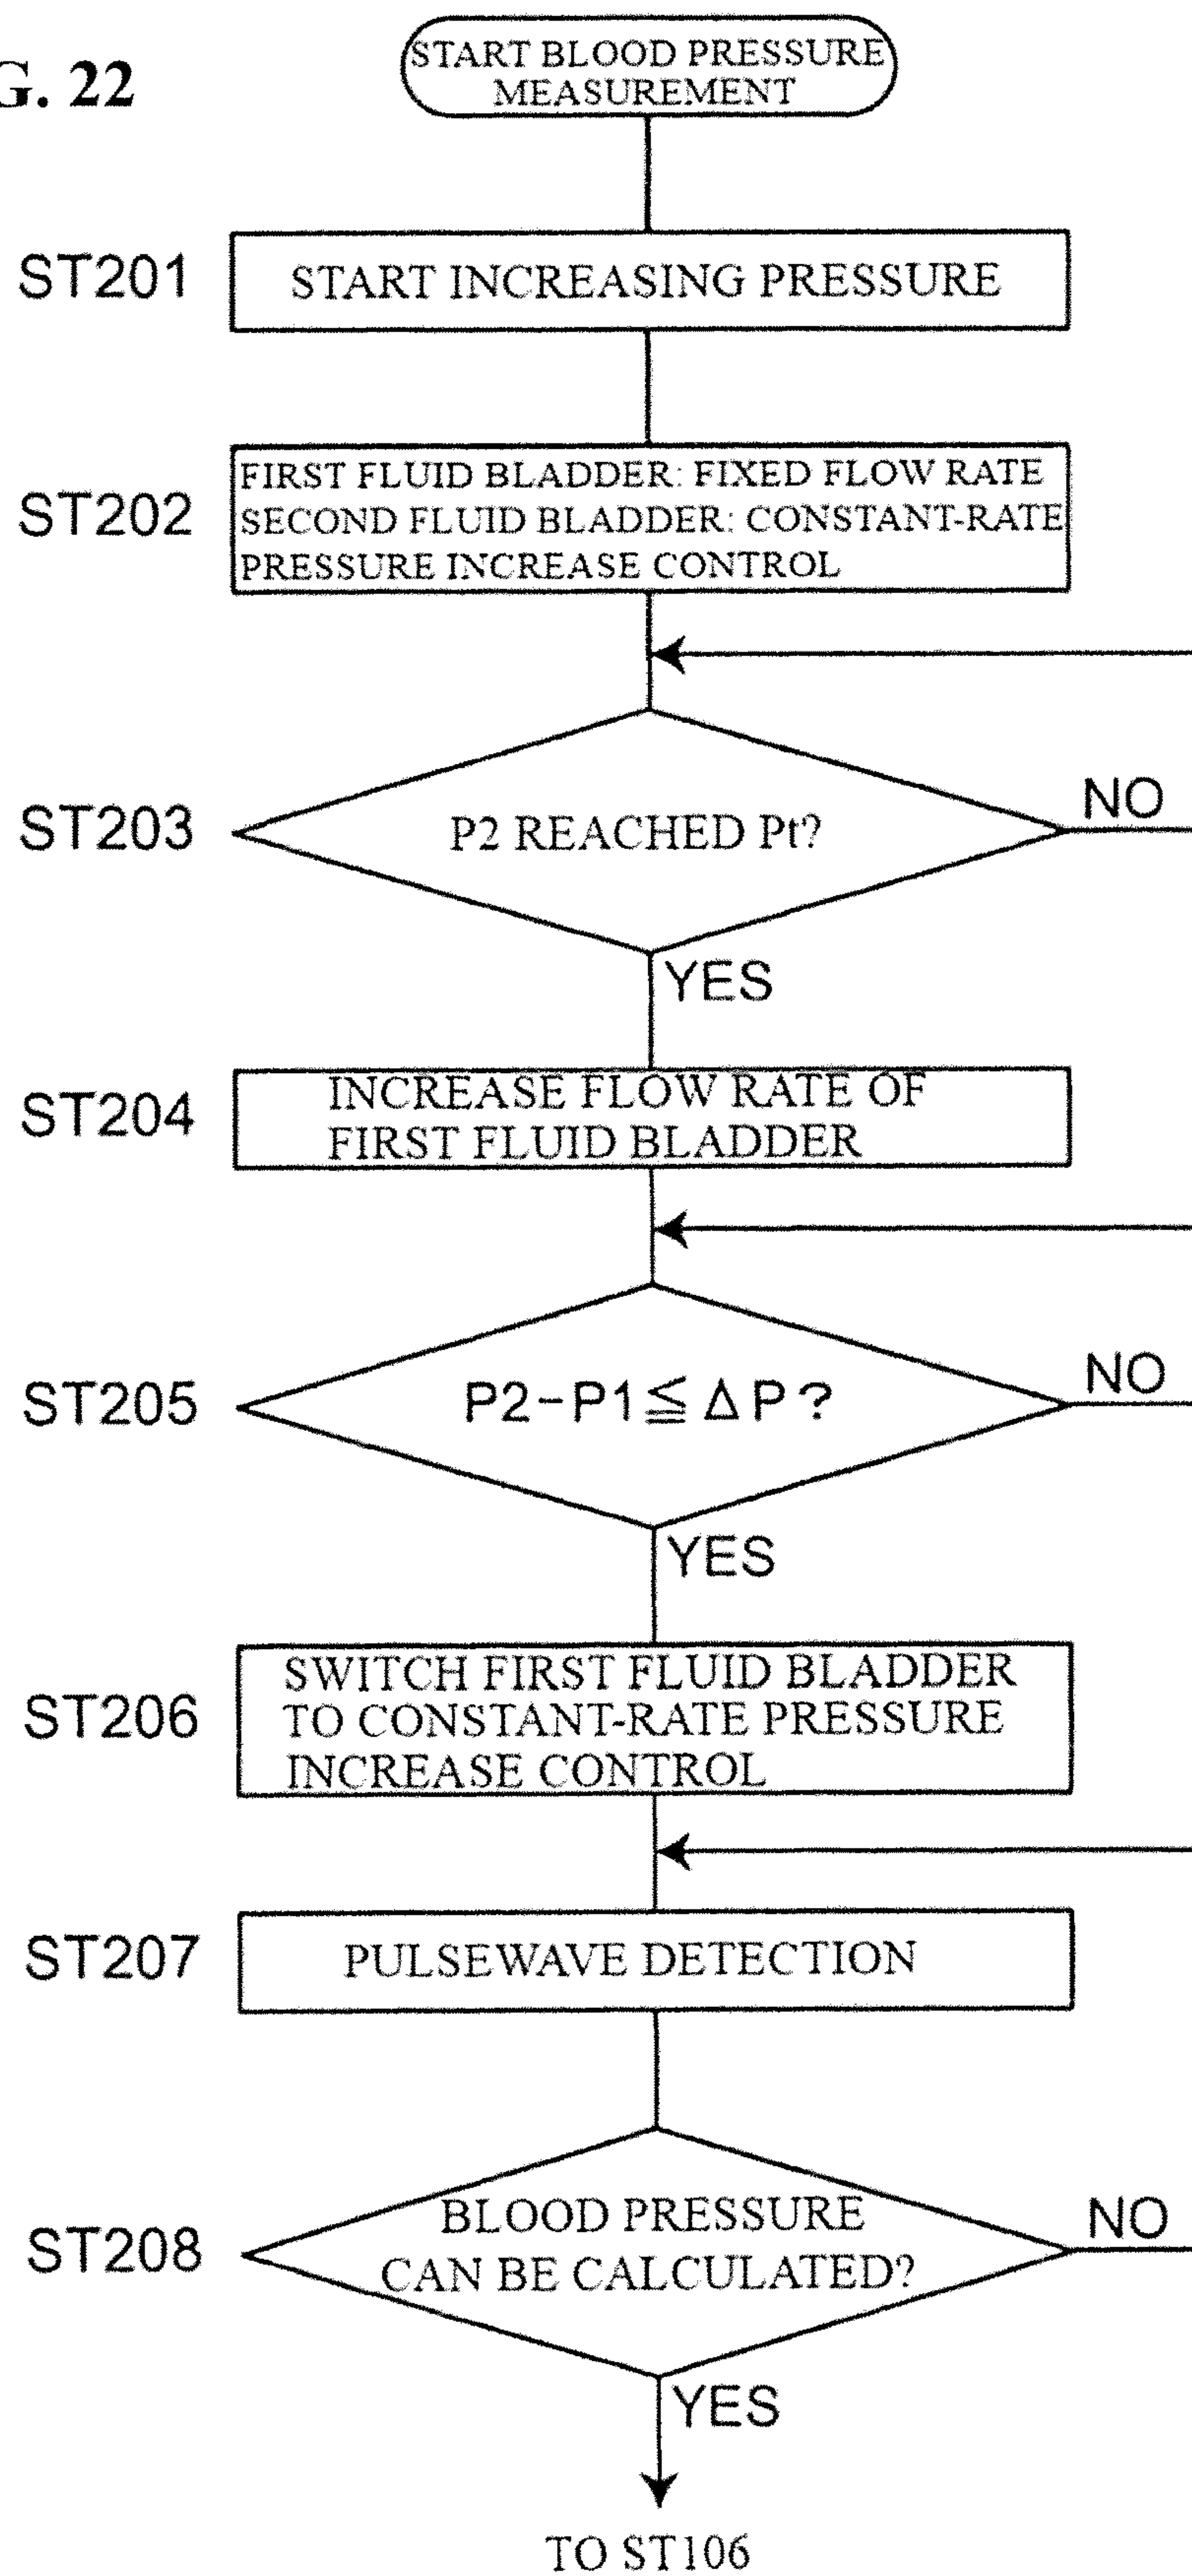 G. 22
START BLOOD PRESSURE
MEASUREMENT
ST201
START INCREASING PRESSURE
ST202
FIRST FLUID BLADDER: FIXED FLOW RATE
SECOND FLUID BLADDER: CONSTANT-RATE
PRESSURE INCREASE CONTROL
ST203
P2 REACHED Pt?
NO
YES
ST204
INCREASE FLOW RATE OF
FIRST FLUID BLADDER
ST205
P2-P1≦ΔP?
NO
YES
ST206
SWITCH FIRST FLUID BLADDER
TO CONSTANT-RATE PRESSURE
INCREASE CONTROL
ST207
PULSEWAVE DETECTION
ST208
BLOOD PRESSURE
CAN BE CALCULATED?
NO
YES
TO ST106